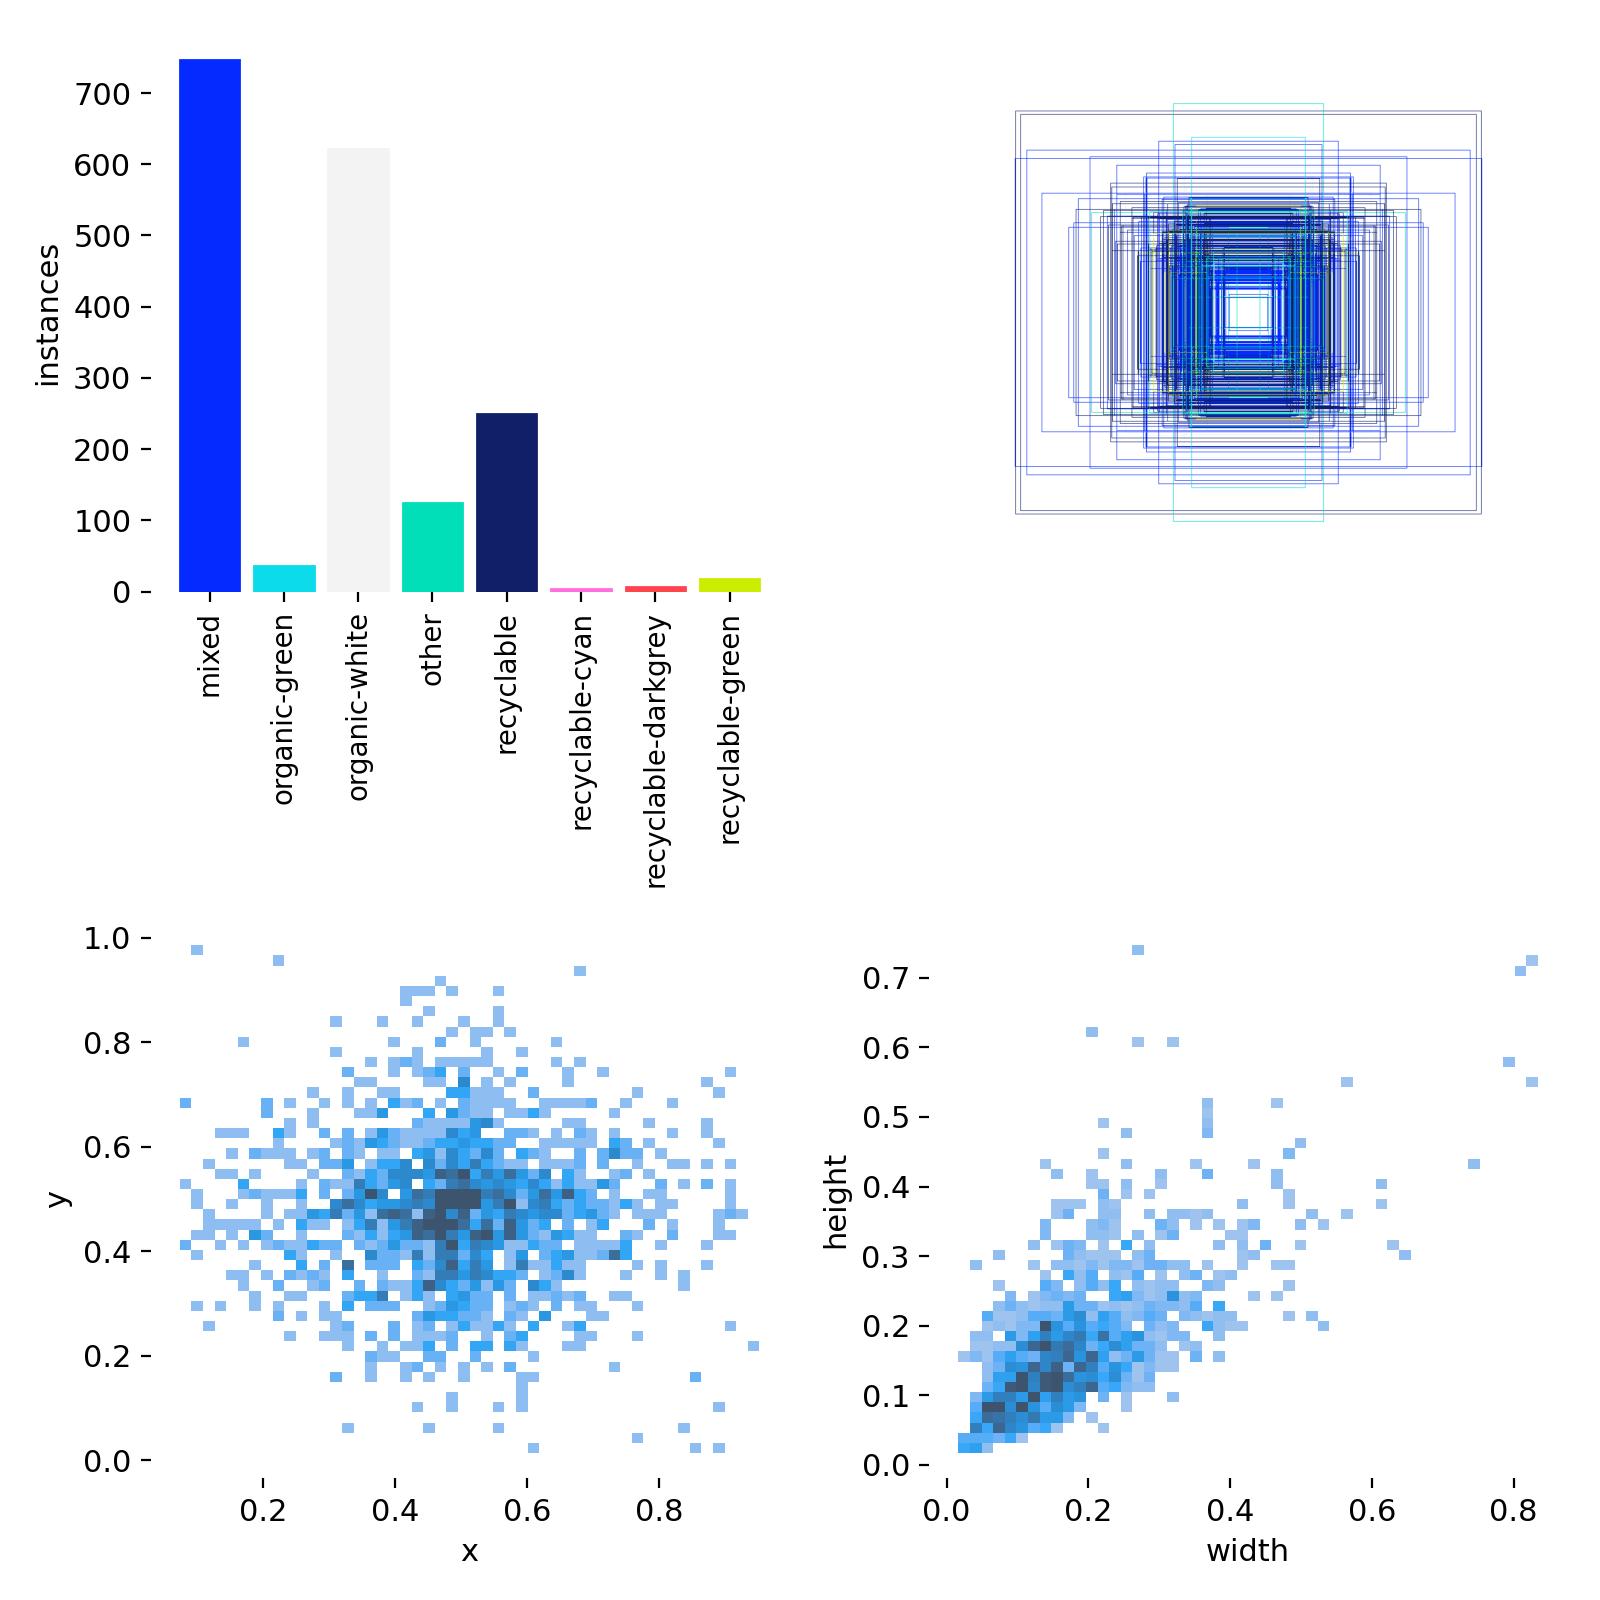 700
600
500
400
300
200
100
0
instances
mixed
organic-green
organic-white
other
recyclable
recyclable-cyan
recyclable-darkgrey
recyclable-green
1.0
0.8
0.6
0.4
0.2
0.0
y
0.2 0.4 0.6 0.8
x
0.7
0.6
0.5
0.4
0.3
0.2
0.1
0.0
height
0.0 0.2 0.4 0.6 0.8
width